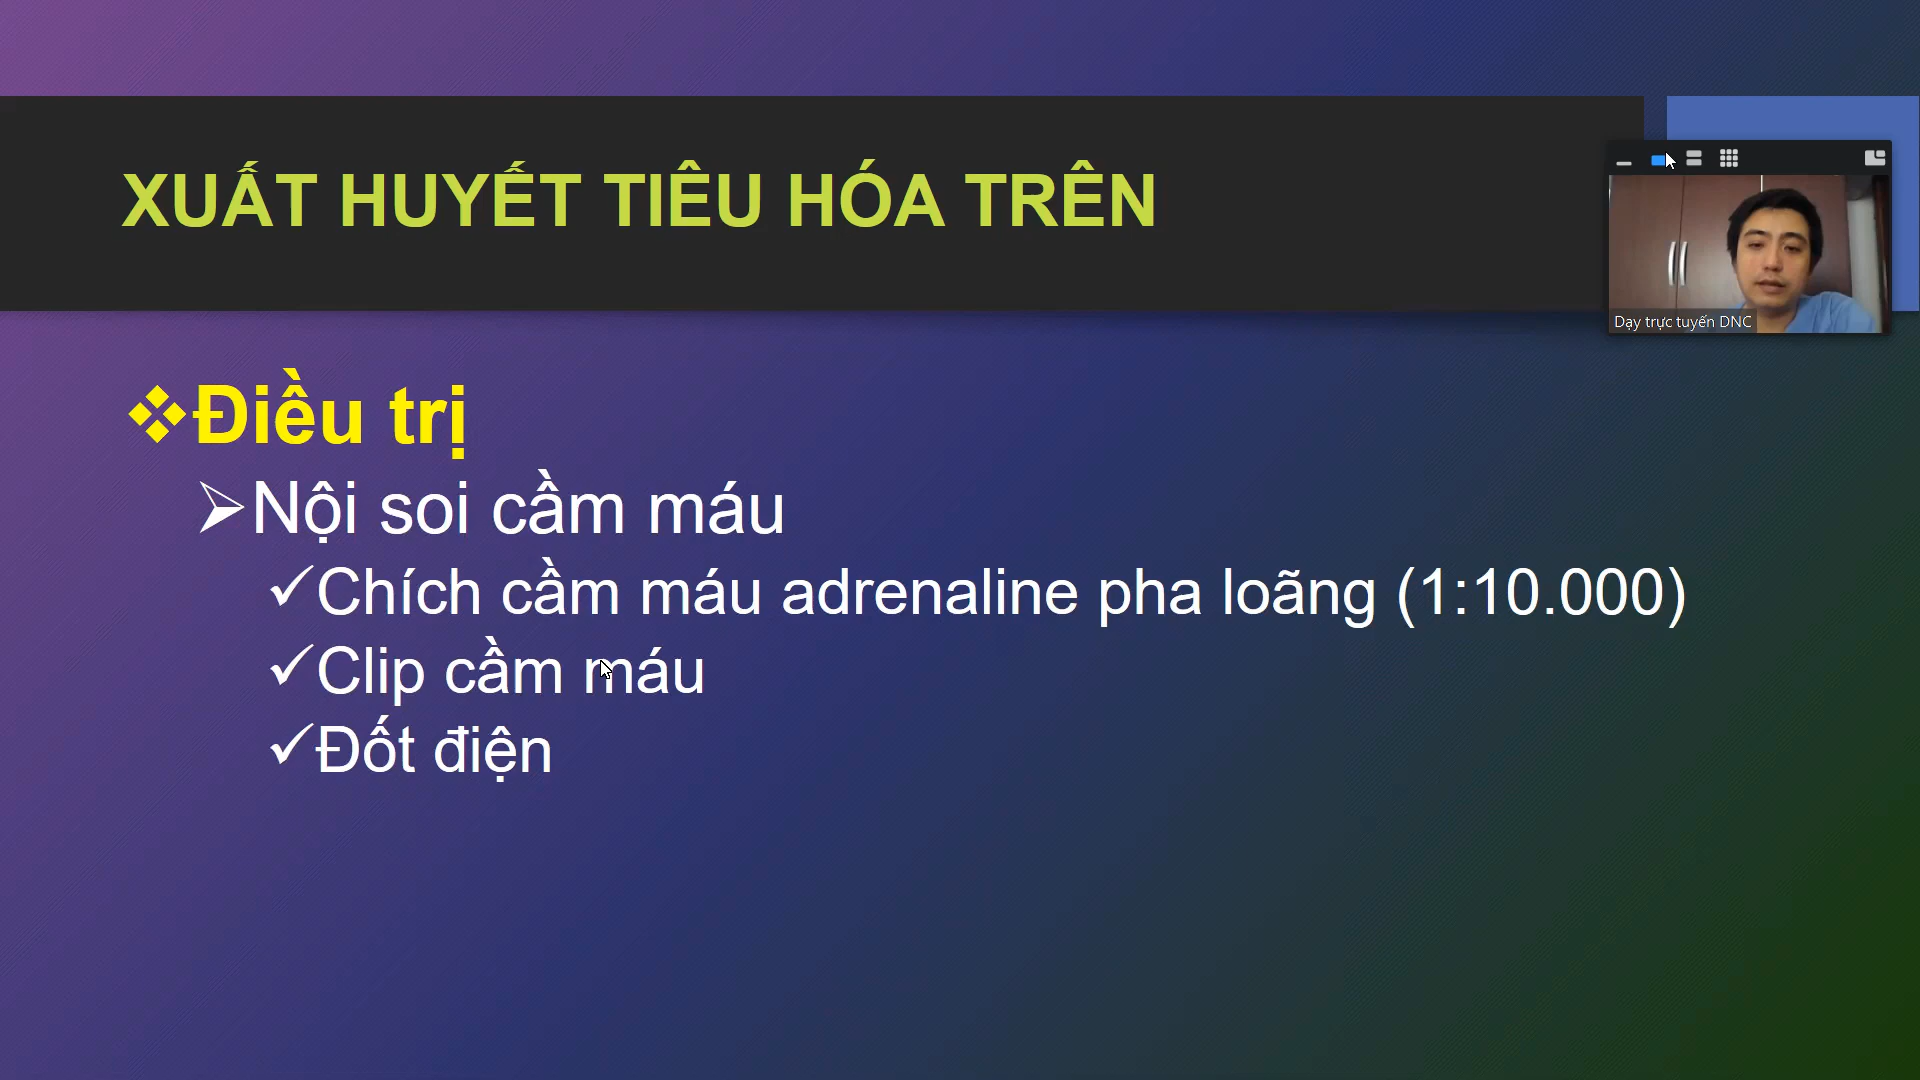 XUẤT HUYẾT TIÊU HÓA TRÊN
Dạy trực tuyến DNC
Điều trị
Nội soi cầm máu
Chích cầm máu adrenaline pha loãng (1:10.000)
Clip cầm máu
Đốt điện